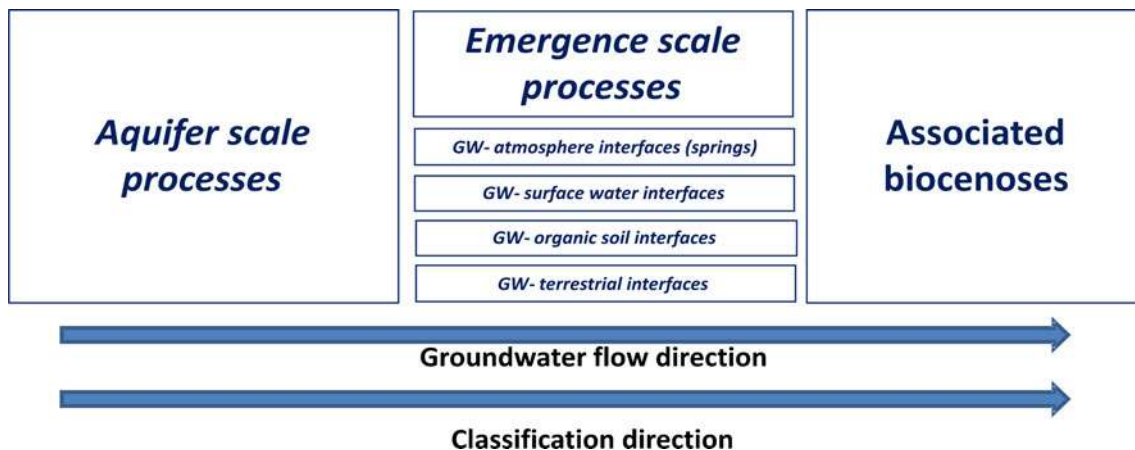 Aquifer scale
processes
Emergence scale
processes
GW- atmosphere interfaces (springs)
GW- surface water interfaces
GW- organic soil interfaces
GW- terrestrial interfaces
Associated
biocenoses
Groundwater flow direction
Classification direction